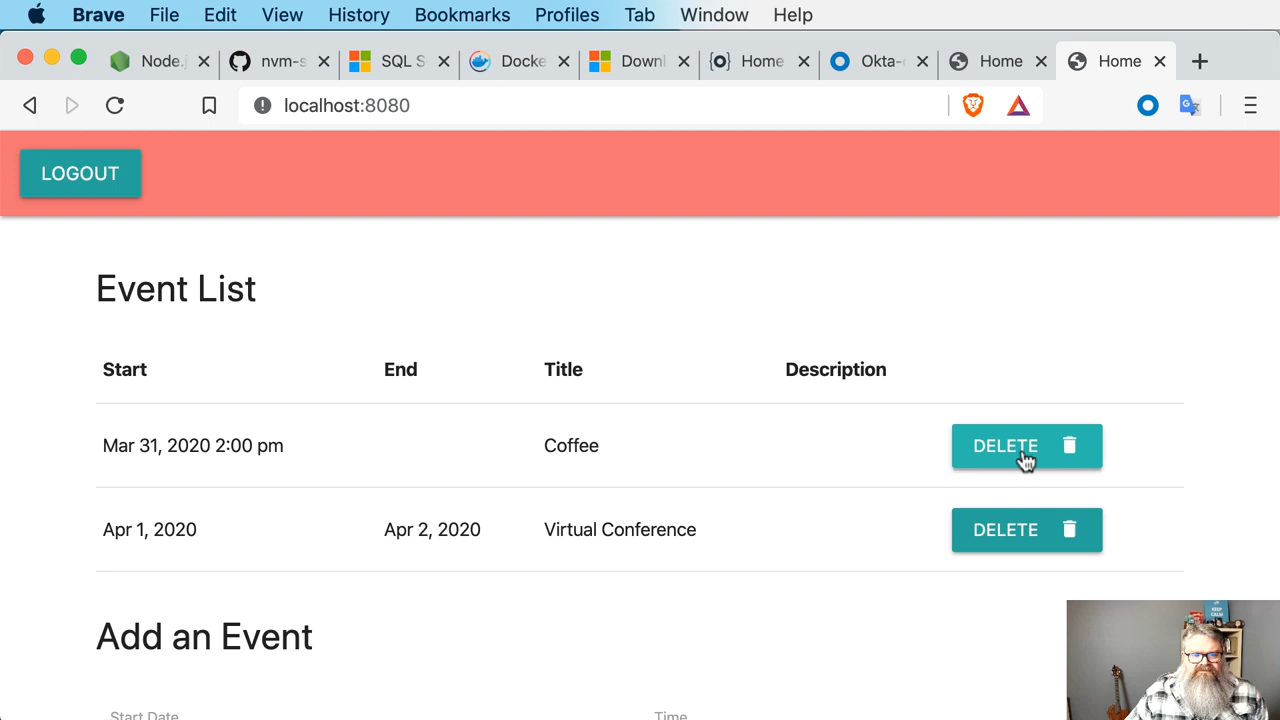 Brave File Edit View History Bookmarks Profiles Tab Window Help
Node.j nvm-s SQL S Docke Downl Home Okta- Home Home
localhost:8080
LOGOUT
Event List
Start End Title Description
Mar 31, 2020 2:00 pm Coffee DELETE
Apr 1, 2020 Apr 2, 2020 Virtual Conference DELETE
Add an Event
KEEP
CALM
Start Date Time